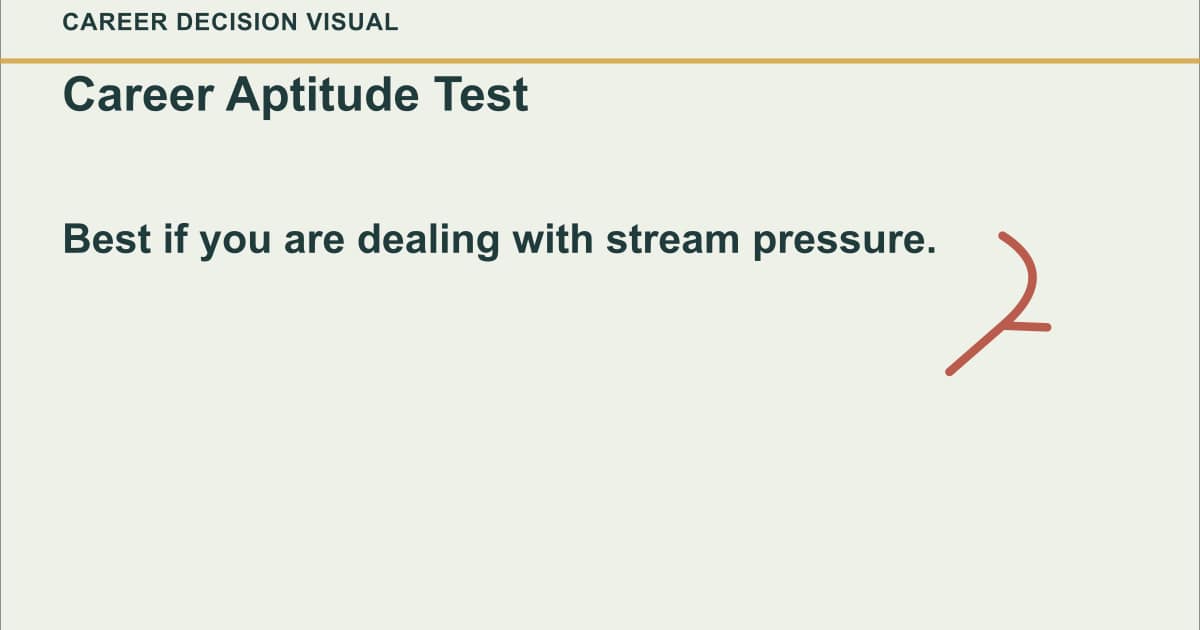 CAREER DECISION VISUAL
Career Aptitude Test
Best if you are dealing with stream pressure.